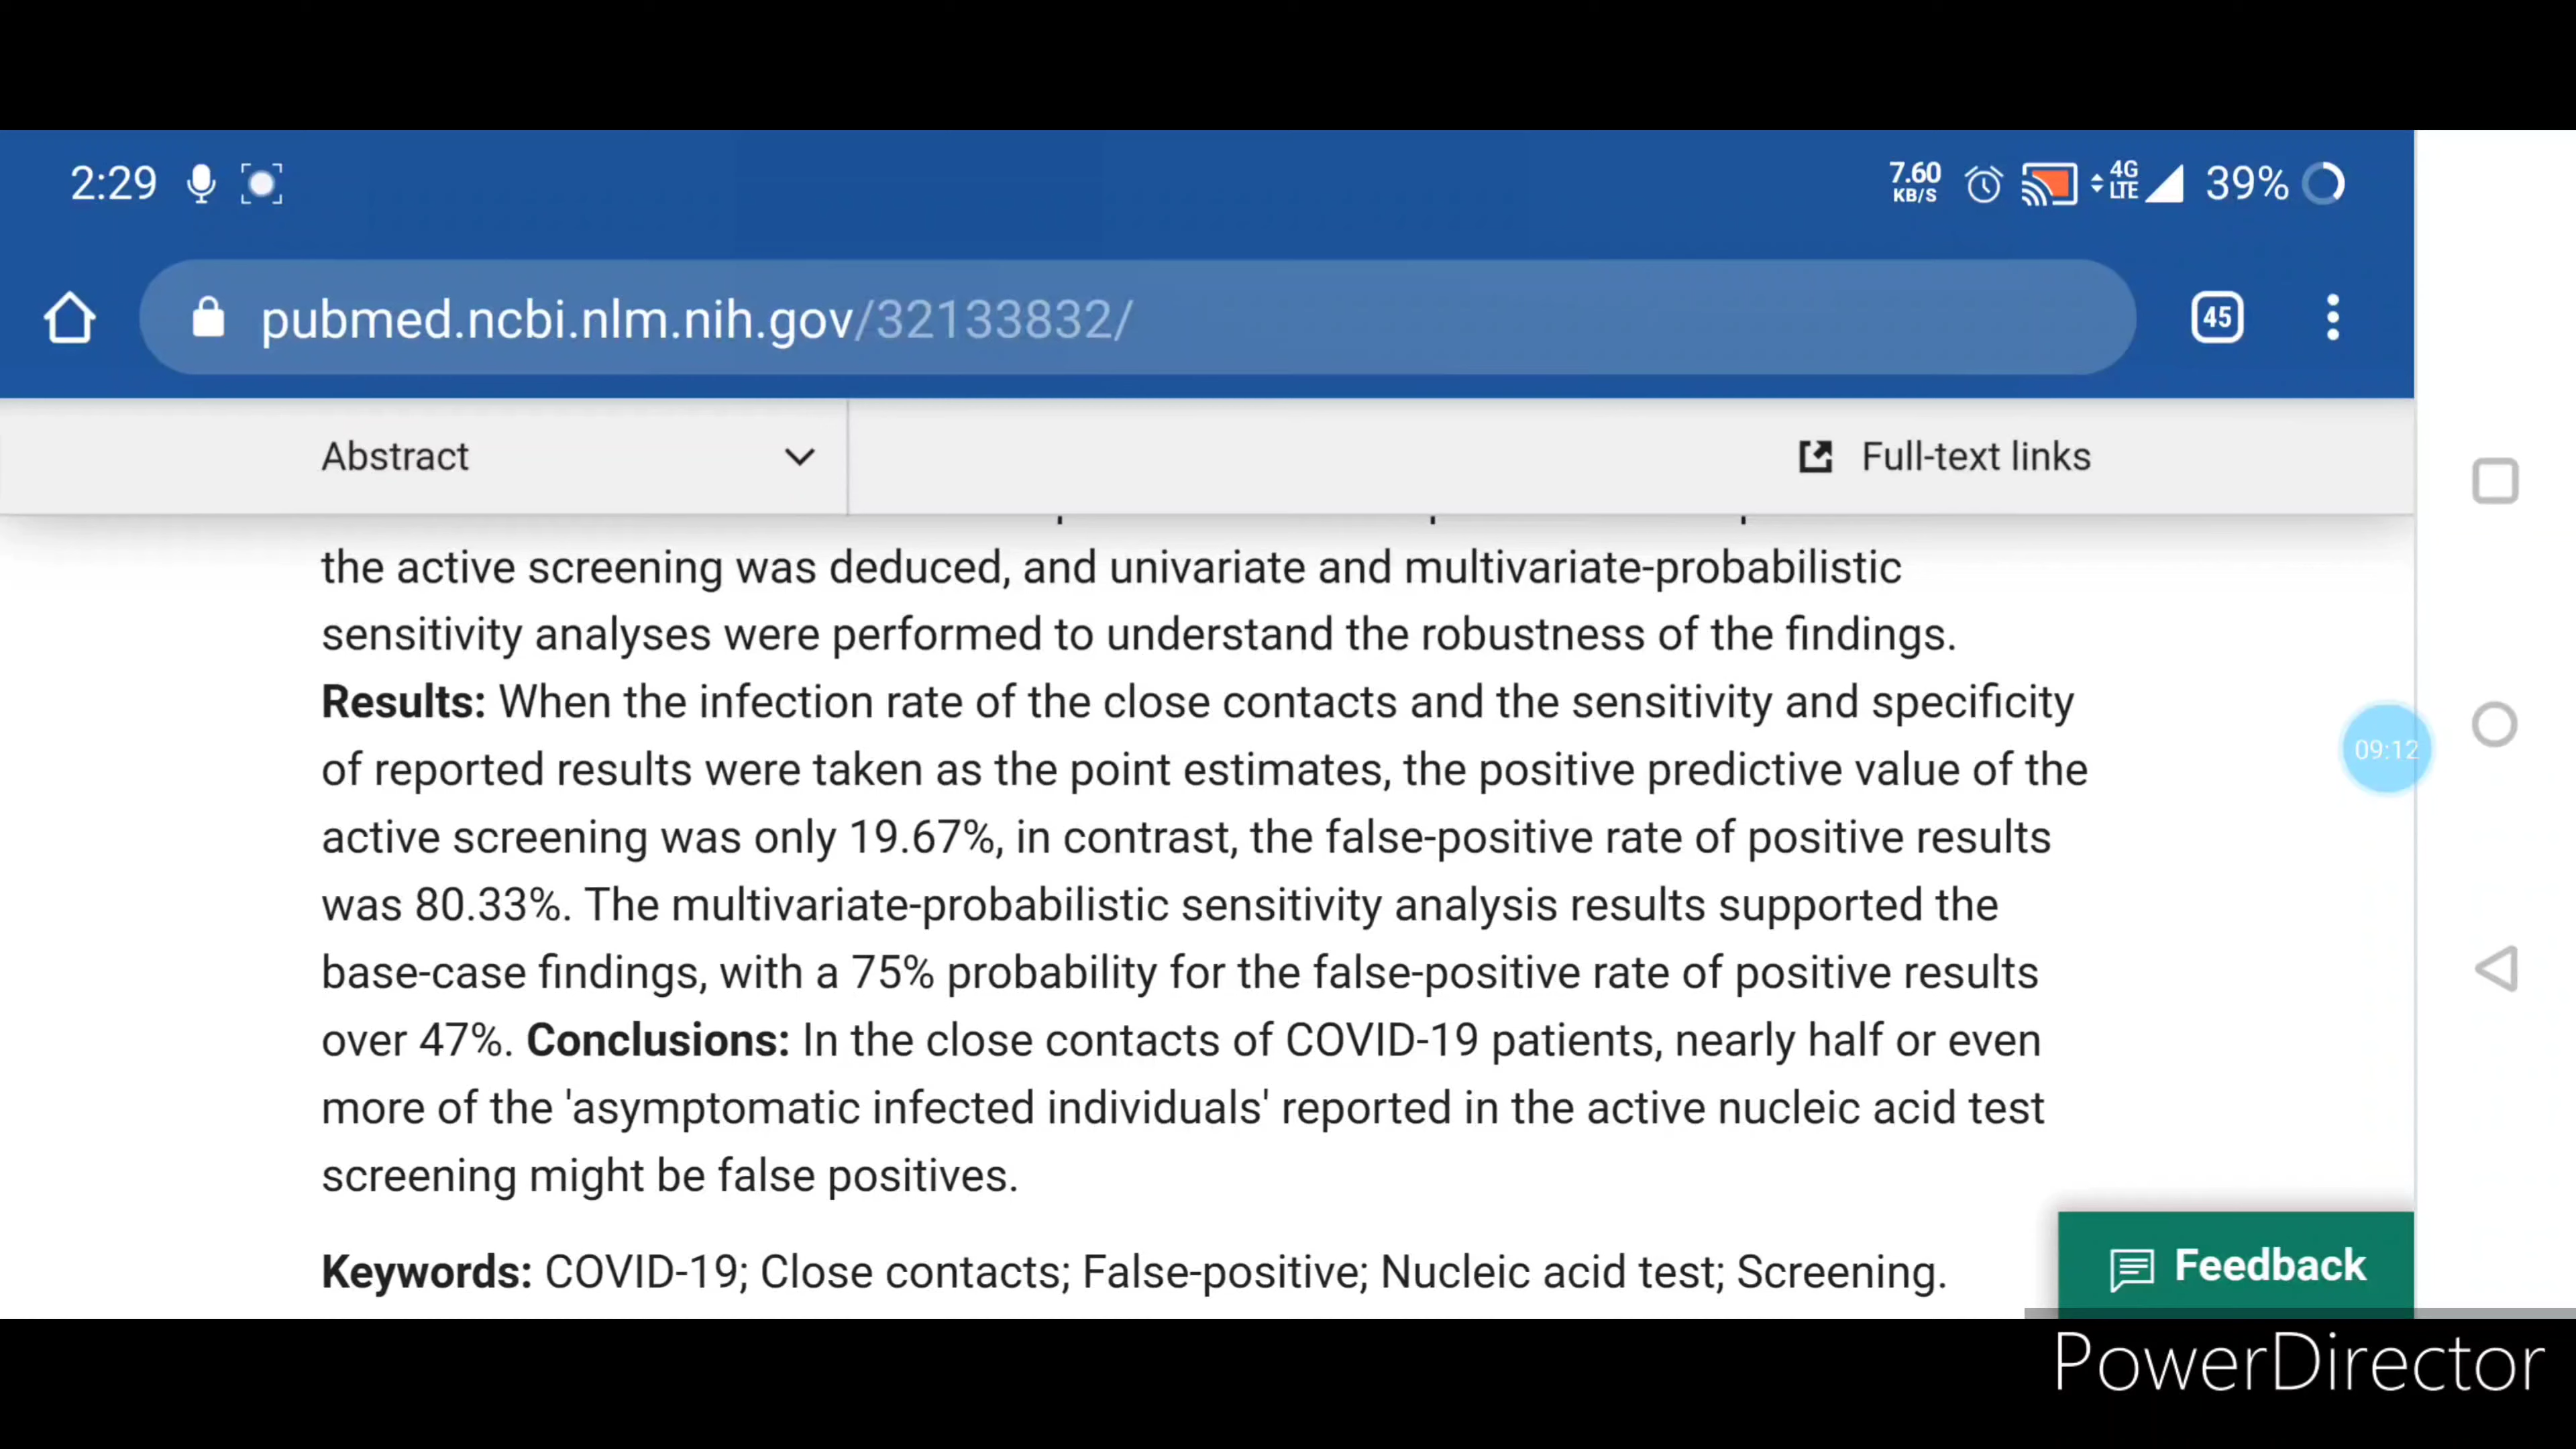 2:29
7.60 KB/S
4G LTE
39%
pubmed.ncbi.nlm.nih.gov/32133832/
45
Abstract
Full-text links
the active screening was deduced, and univariate and multivariate-probabilistic
sensitivity analyses were performed to understand the robustness of the findings.
Results: When the infection rate of the close contacts and the sensitivity and specificity
of reported results were taken as the point estimates, the positive predictive value of the
active screening was only 19.67%, in contrast, the false-positive rate of positive results
was 80.33%. The multivariate-probabilistic sensitivity analysis results supported the
base-case findings, with a 75% probability for the false-positive rate of positive results
over 47%. Conclusions: In the close contacts of COVID-19 patients, nearly half or even
more of the 'asymptomatic infected individuals' reported in the active nucleic acid test
screening might be false positives.
09:12
Keywords: COVID-19; Close contacts; False-positive; Nucleic acid test; Screening.
Feedback
PowerDirector